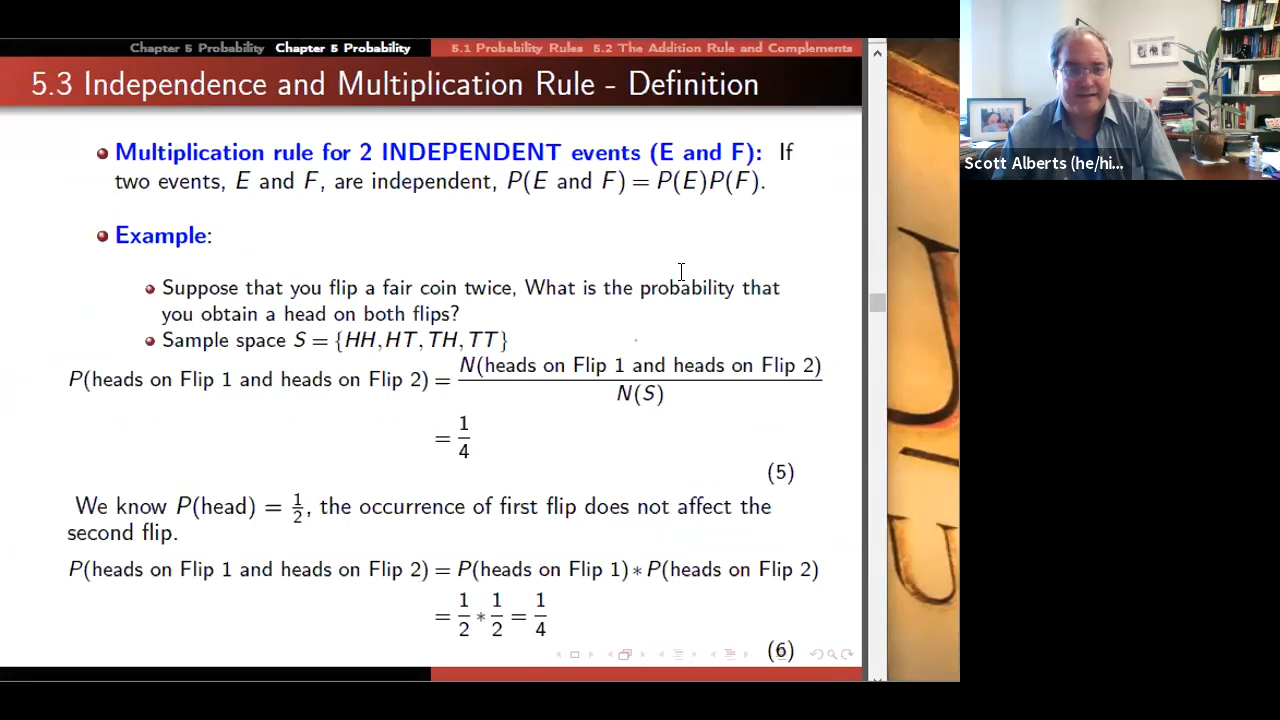 Chapter 5 Probability Chapter 5 Probability 5.1 Probability Rules 5.2 The Addition Rule and Complements
5.3 Independence and Multiplication Rule - Definition
Multiplication rule for 2 INDEPENDENT events (E and F): If
two events, E and F, are independent, P(E and F) = P(E)P(F).
Example:
Suppose that you flip a fair coin twice, What is the probability that
you obtain a head on both flips?
Sample space S = {HH, HT, TH, TT}
P(heads on Flip 1 and heads on Flip 2) = N(heads on Flip 1 and heads on Flip 2)
N(S)
= 1/4
(5)
We know P(head) = 1/2, the occurrence of first flip does not affect the
second flip.
P(heads on Flip 1 and heads on Flip 2) = P(heads on Flip 1) * P(heads on Flip 2)
= 1/2 * 1/2 = 1/4
(6)
Scott Alberts (he/hi...